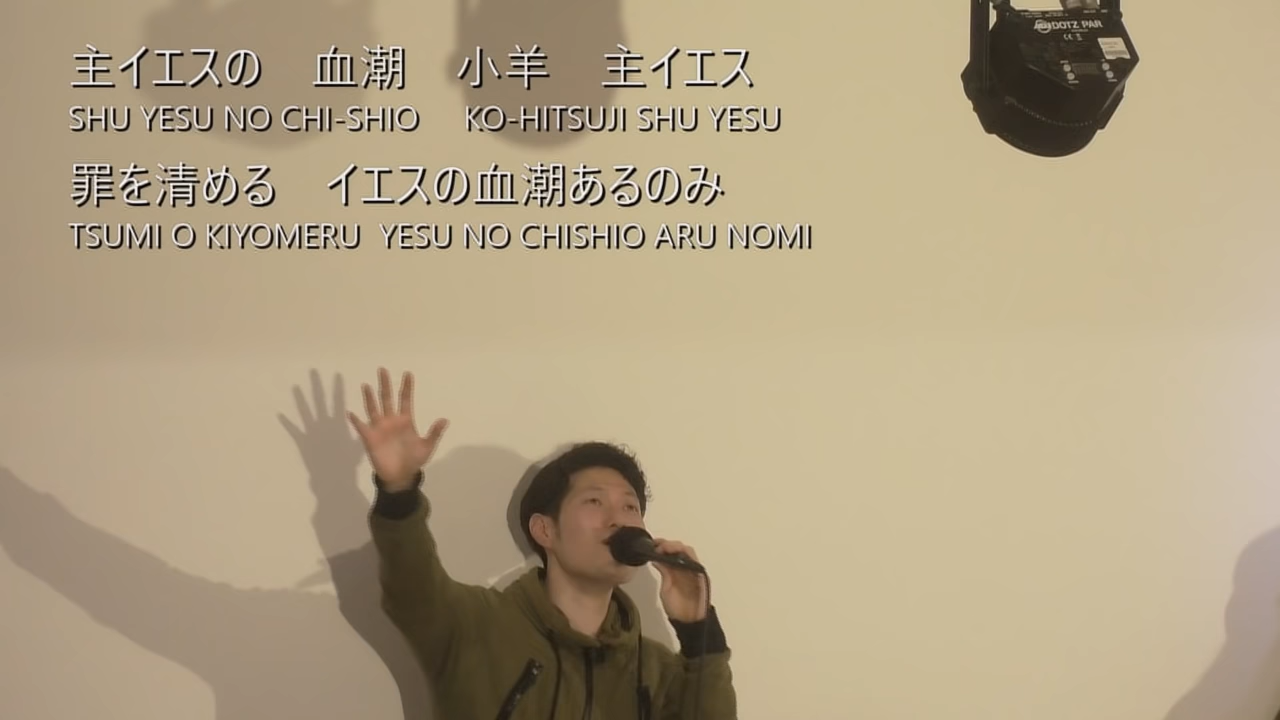 主イエスの 血潮 小羊 主イエス
SHU YESU NO CHI-SHIO KO-HITSUJI SHU YESU
罪を清める イエスの血潮あるのみ
TSUMI O KIYOMERU YESU NO CHISHIO ARU NOMI
DOTZ PAR